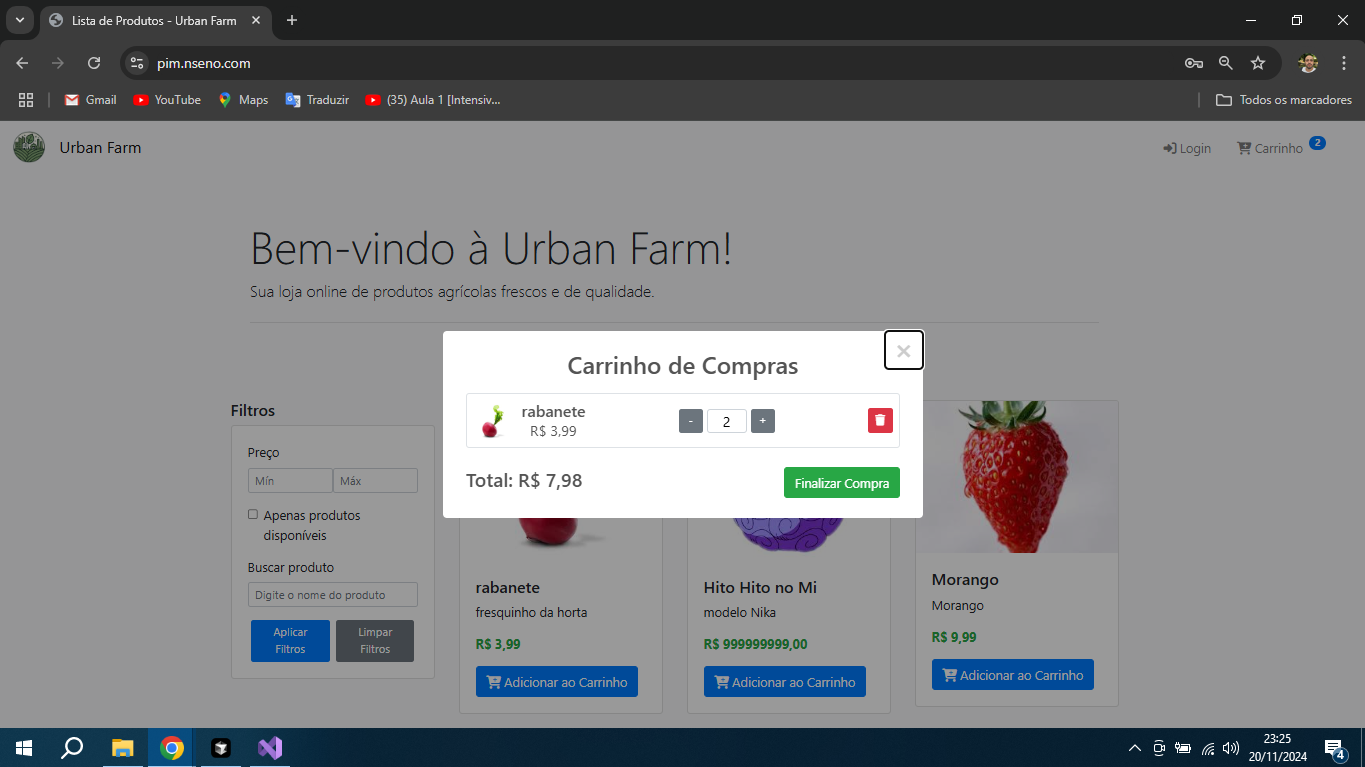 Lista de Produtos - Urban Farm
pim.nseno.com
Gmail
YouTube
Maps
Traduzir
(35) Aula 1 [Intensiv...
Todos os marcadores
Urban Farm
Login
Carrinho 2
Bem-vindo à Urban Farm!
Sua loja online de produtos agrícolas frescos e de qualidade.
Carrinho de Compras
×
rabanete
R$ 3,99
- 2 +
Total: R$ 7,98
Finalizar Compra
Filtros
Preço
Mín
Máx
Apenas produtos
disponíveis
Buscar produto
Digite o nome do produto
Aplicar
Filtros
Limpar
Filtros
rabanete
fresquinho da horta
R$ 3,99
Adicionar ao Carrinho
Hito Hito no Mi
modelo Nika
R$ 999999999,00
Adicionar ao Carrinho
Morango
Morango
R$ 9,99
Adicionar ao Carrinho
23:25
20/11/2024
4